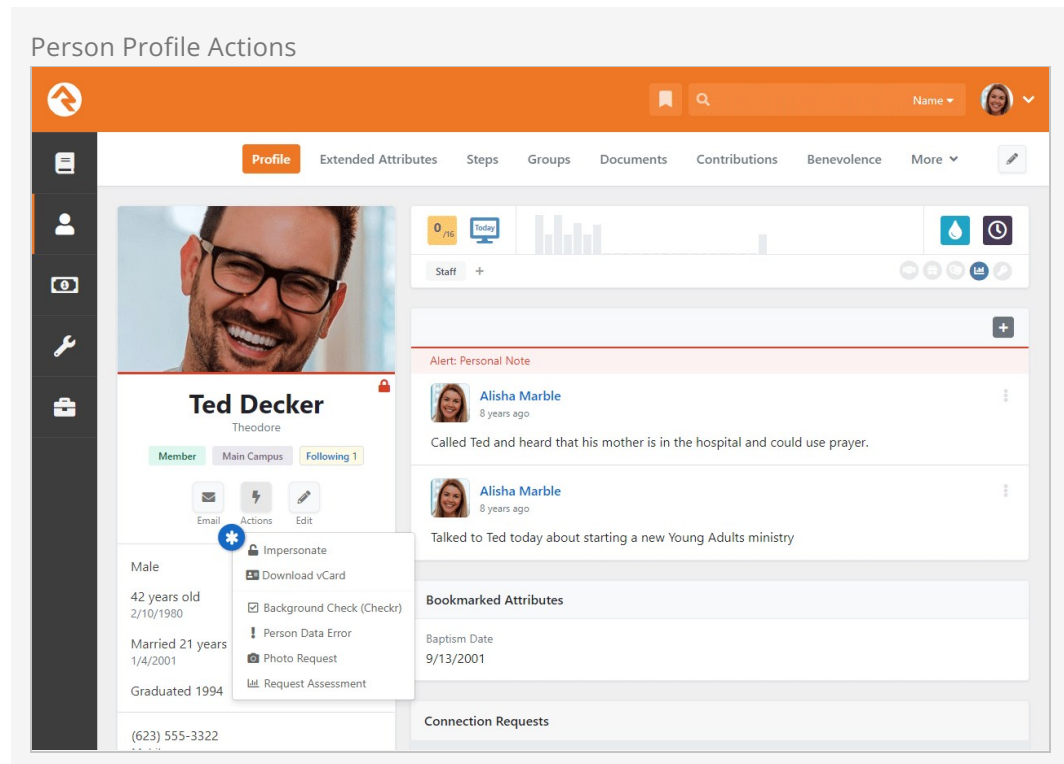 Person Profile Actions
Name
Profile Extended Attributes Steps Groups Documents Contributions Benevolence More
0 /16 Today
Staff +
Alert: Personal Note
Alisha Marble
8 years ago
Called Ted and heard that his mother is in the hospital and could use prayer.
Alisha Marble
8 years ago
Talked to Ted today about starting a new Young Adults ministry
Bookmarked Attributes
Baptism Date
9/13/2001
Connection Requests
Ted Decker
Theodore
Member Main Campus Following 1
Email Actions Edit
Impersonate
Download vCard
Background Check (Checkr)
Person Data Error
Photo Request
Request Assessment
Male
42 years old
2/10/1980
Married 21 years
1/4/2001
Graduated 1994
(623) 555-3322